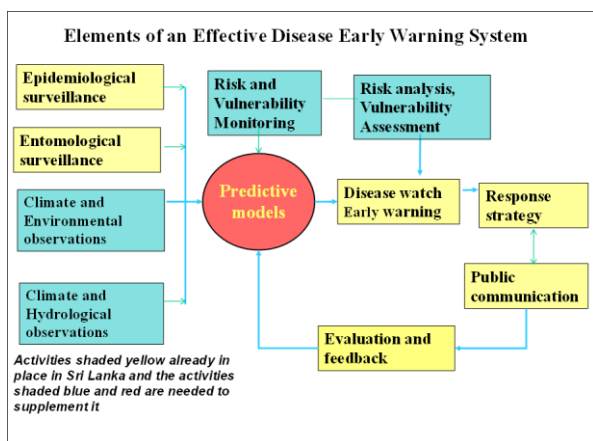 Elements of an Effective Disease Early Warning System
Epidemiological
surveillance
Entomological
surveillance
Climate and
Environmental
observations
Climate and
Hydrological
observations
Risk and
Vulnerability
Monitoring
Risk analysis,
Vulnerability
Assessment
Predictive
models
Disease watch
Early warning
Response
strategy
Public
communication
Evaluation and
feedback
Activities shaded yellow already in
place in Sri Lanka and the activities
shaded blue and red are needed to
supplement it